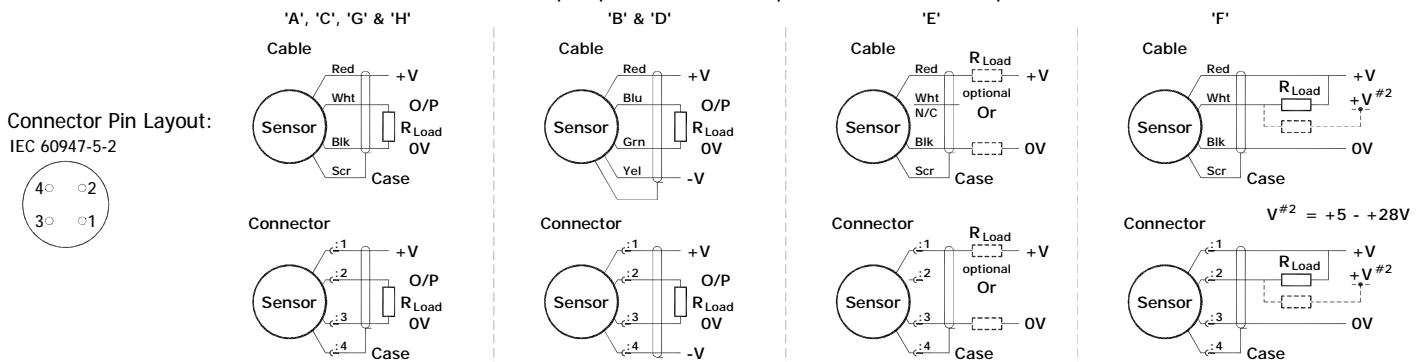 'A', 'C', 'G' & 'H'
Cable
Red
+V
Wht
O/P
Sensor
R Load
Blk
0V
Scr
Case
Connector
:1
+V
:2
O/P
Sensor
R Load
:3
0V
:4
Case
'B' & 'D'
Cable
Red
+V
Blu
O/P
Sensor
R Load
Grn
0V
Yel
-V
Connector
:1
+V
:2
O/P
Sensor
R Load
:3
0V
:4
-V
'E'
Cable
R Load
Red
+V
optional
Wht
N/C
Or
Sensor
Blk
0V
Scr
Case
Connector
R Load
:1
+V
optional
:2
Or
Sensor
:3
0V
:4
Case
'F'
Cable
Red
+V
R Load
+V #2
Wht
Sensor
Blk
0V
Scr
Case
V #2 = +5 - +28V
Connector
:1
+V
R Load
+V #2
:2
Sensor
:3
0V
:4
Case
Connector Pin Layout:
IEC 60947-5-2
4 2
3 1